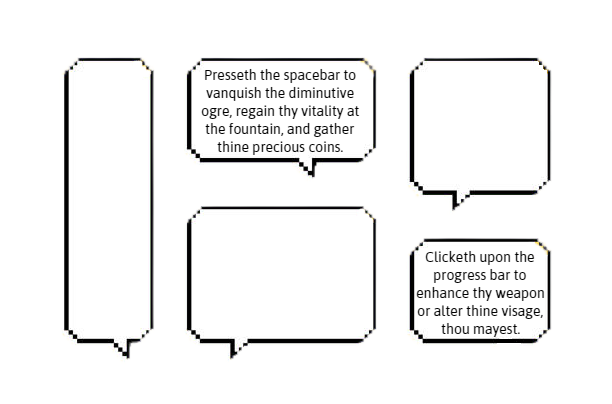 Presseth the spacebar to
vanquish the diminutive
ogre, regain thy vitality at
the fountain, and gather
thine precious coins.
Clicketh upon the
progress bar to
enhance thy weapon
or alter thine visage,
thou mayest.